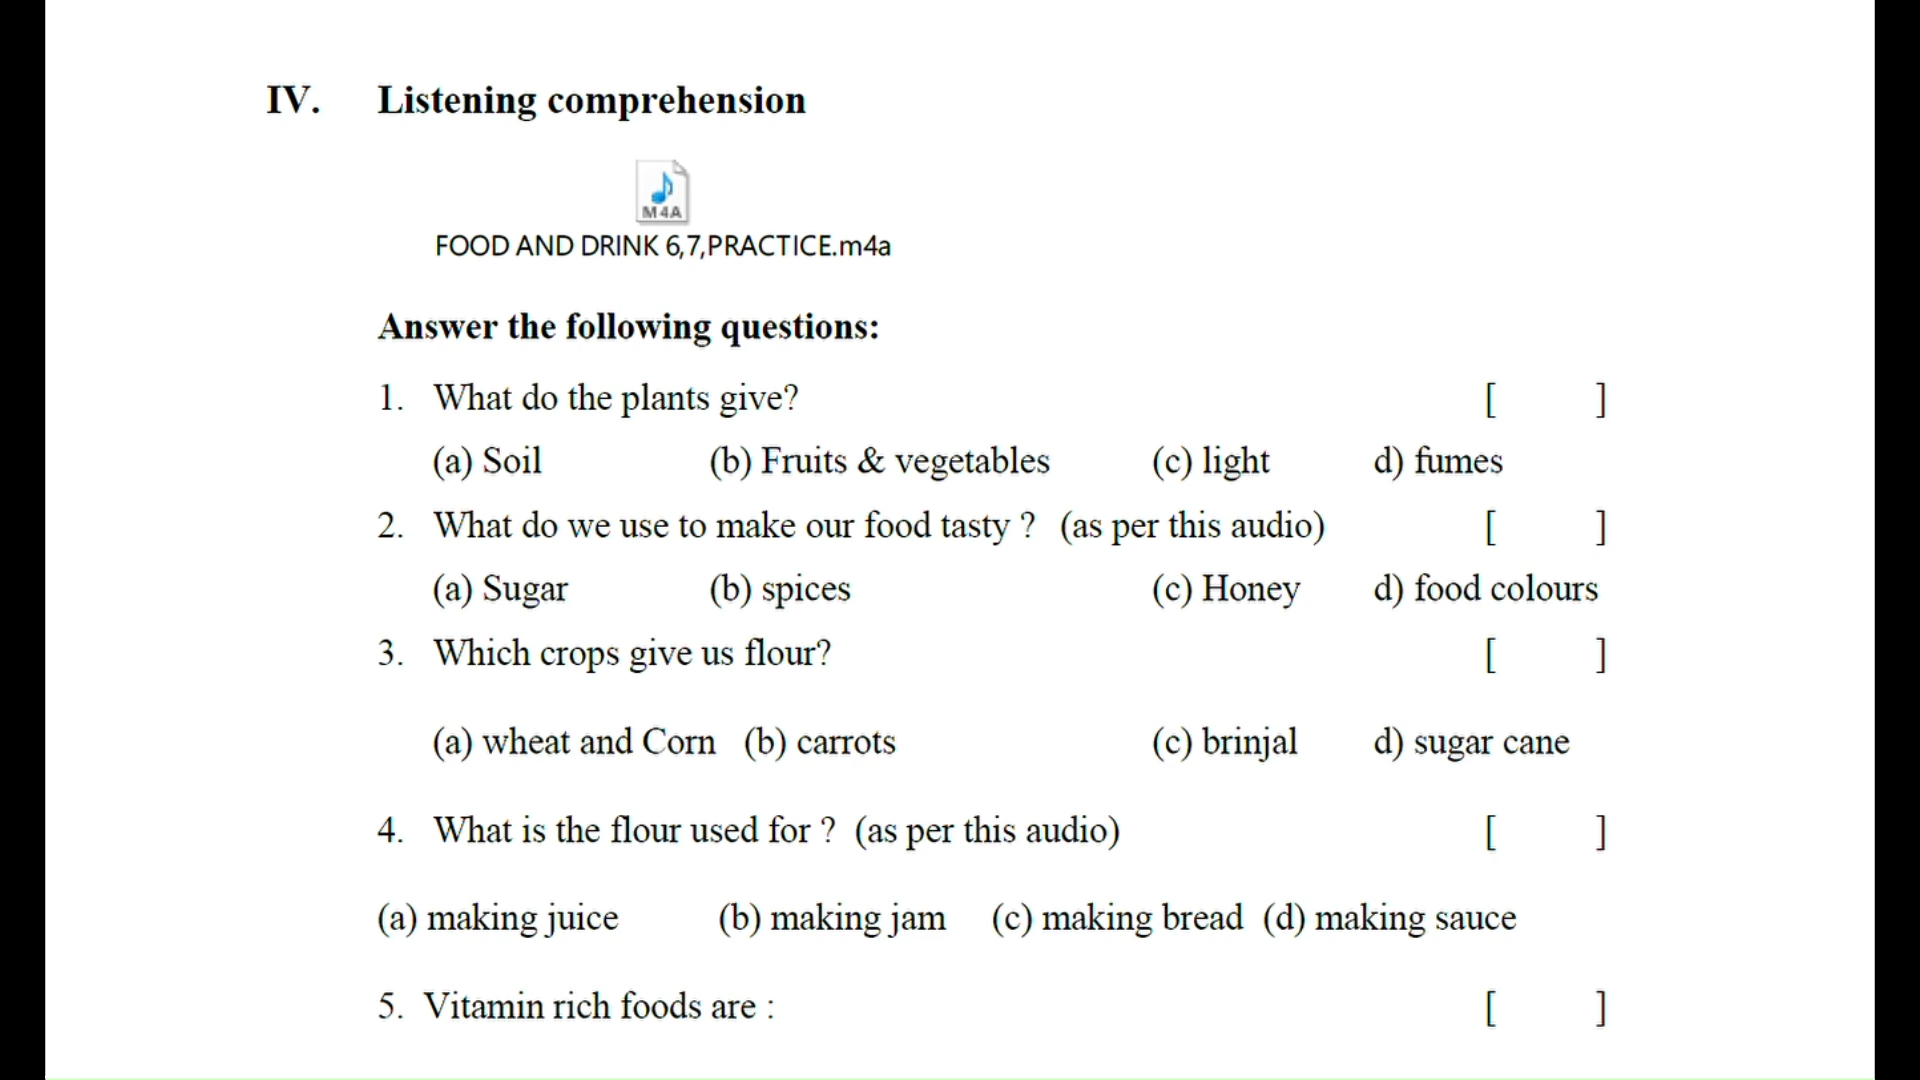 IV. Listening comprehension
M4A
FOOD AND DRINK 6,7,PRACTICE.m4a
Answer the following questions:
1. What do the plants give? [ ]
(a) Soil (b) Fruits & vegetables (c) light d) fumes
2. What do we use to make our food tasty ? (as per this audio) [ ]
(a) Sugar (b) spices (c) Honey d) food colours
3. Which crops give us flour? [ ]
(a) wheat and Corn (b) carrots (c) brinjal d) sugar cane
4. What is the flour used for ? (as per this audio) [ ]
(a) making juice (b) making jam (c) making bread (d) making sauce
5. Vitamin rich foods are : [ ]